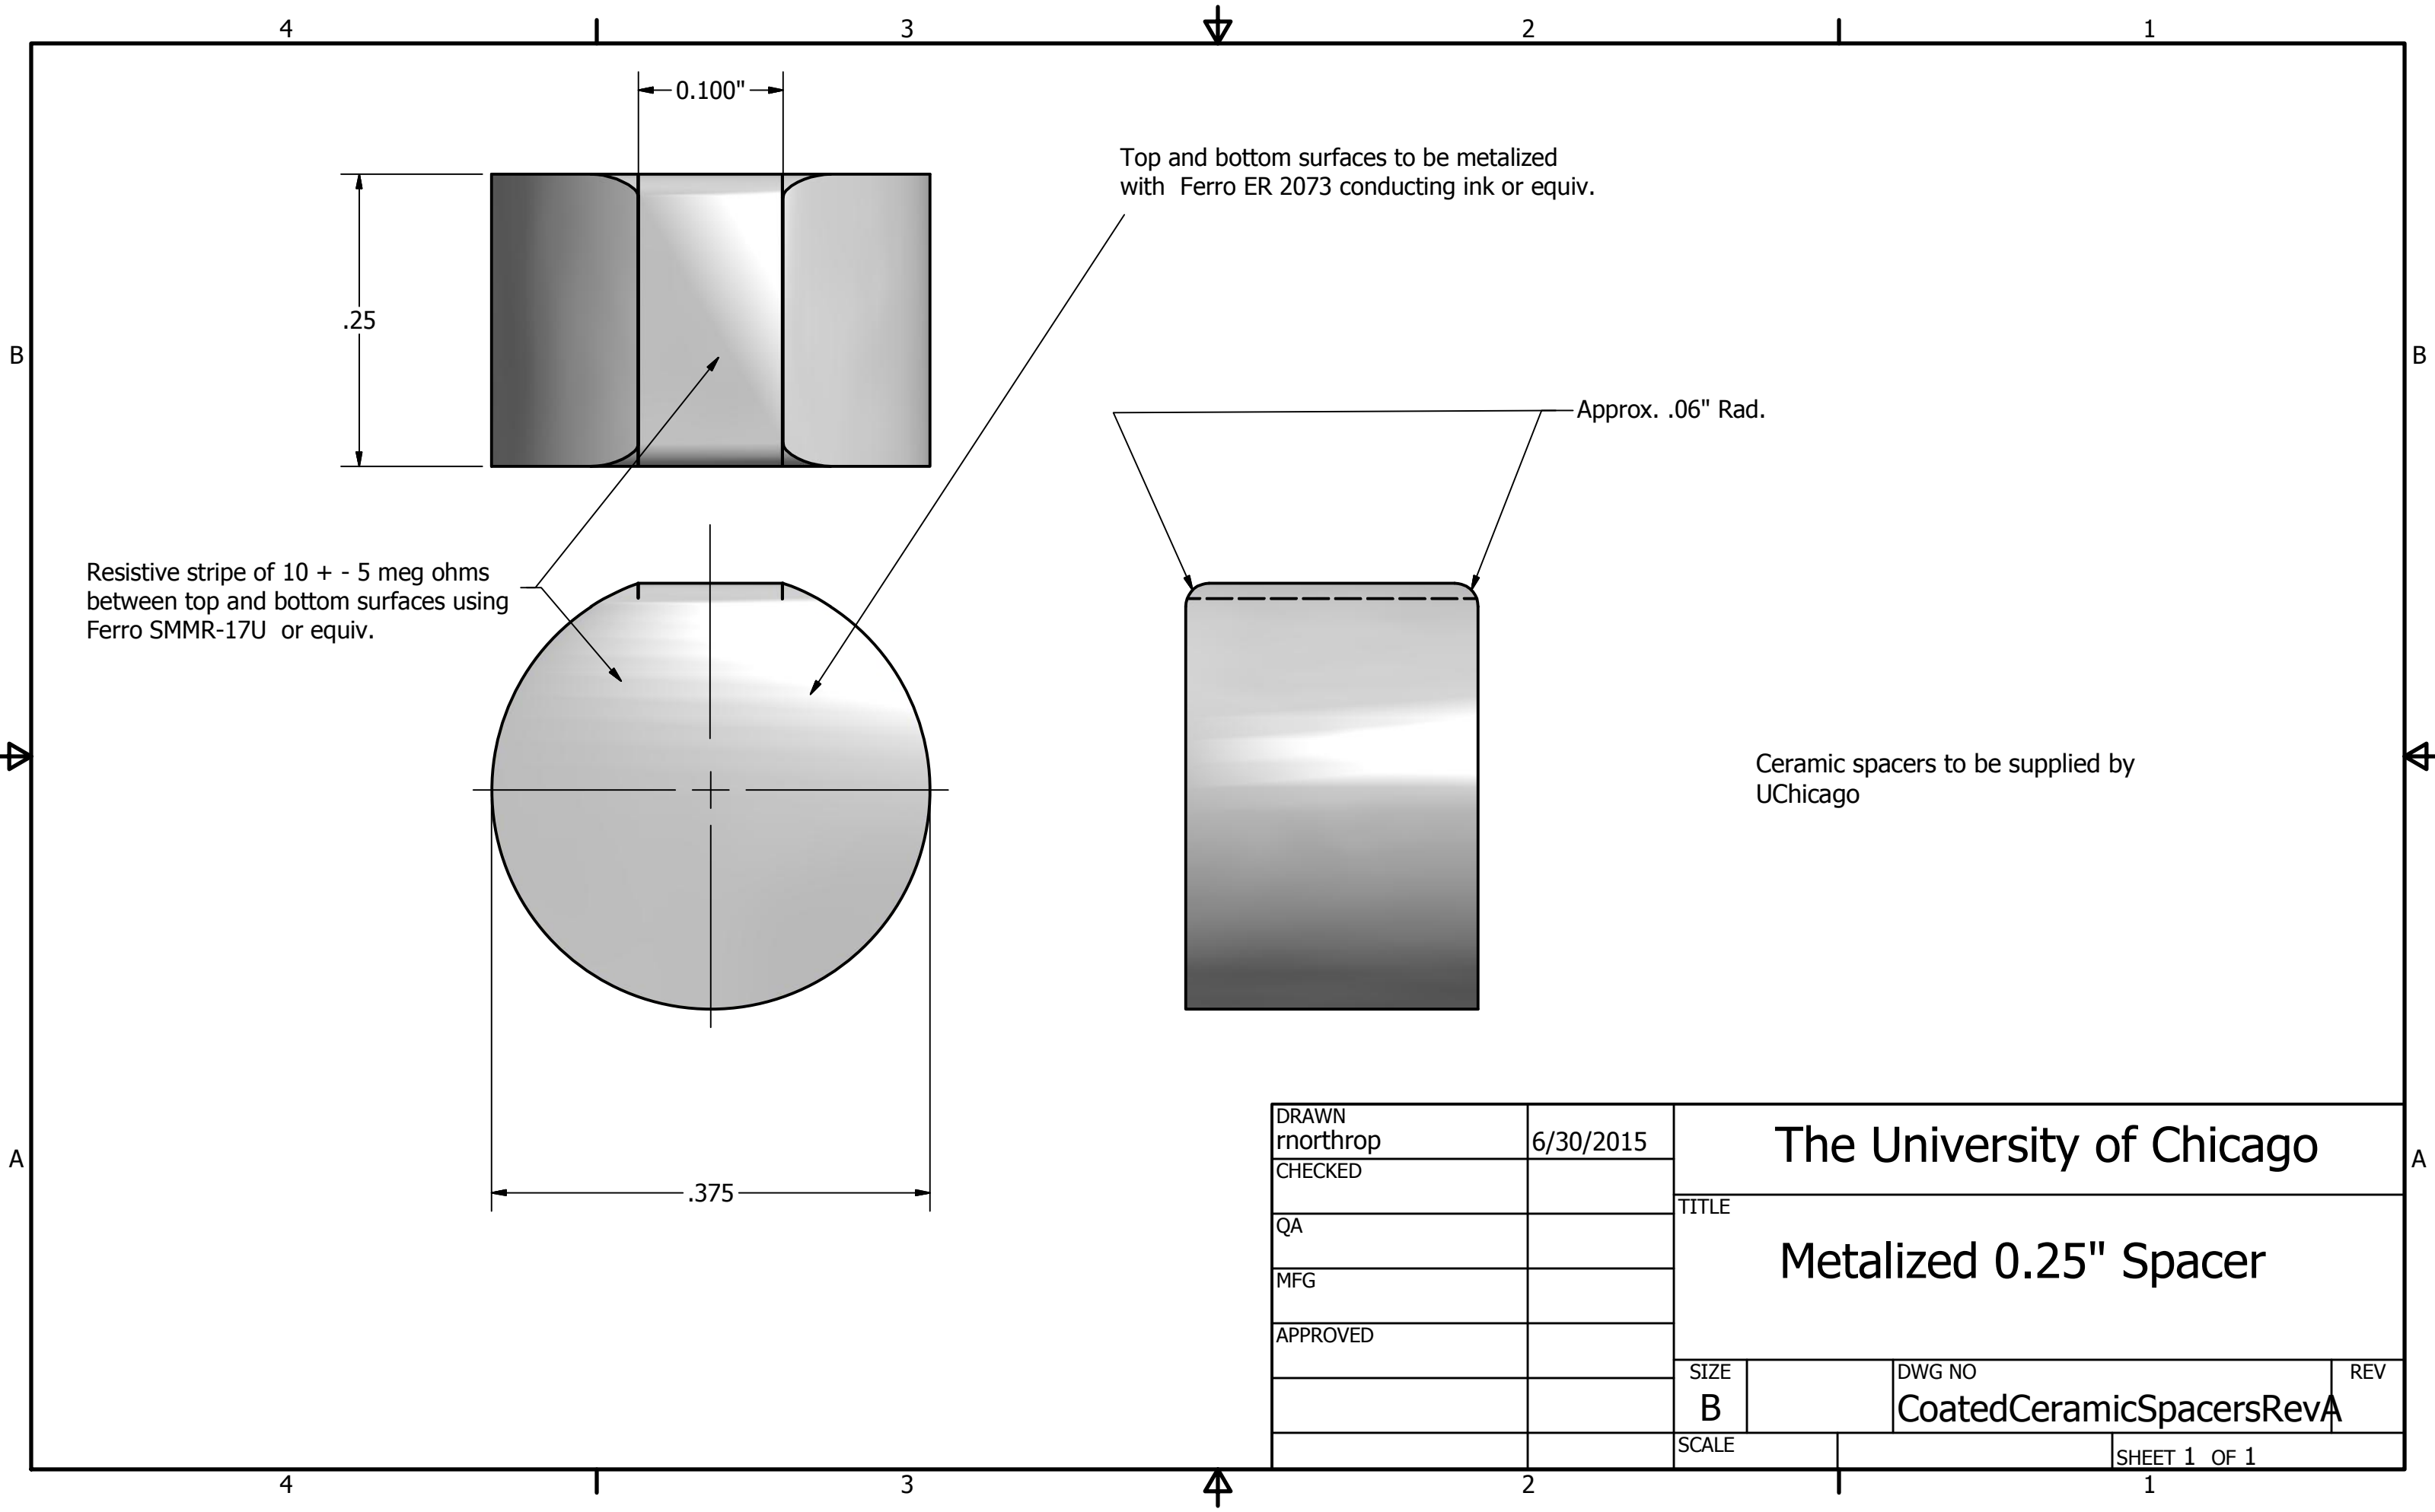 4 3 2 1
0.100"
Top and bottom surfaces to be metalized
with  Ferro ER 2073 conducting ink or equiv.
.25
B B
Approx. .06" Rad.
Resistive stripe of 10 + - 5 meg ohms
between top and bottom surfaces using
Ferro SMMR-17U  or equiv.
Ceramic spacers to be supplied by
UChicago
A A
.375
DRAWN
rnorthrop 6/30/2015
CHECKED
QA
MFG
APPROVED
The University of Chicago
TITLE
Metalized 0.25" Spacer
SIZE
B
DWG NO
CoatedCeramicSpacersRevA
REV
SCALE
SHEET 1 OF 1
4 3 2 1